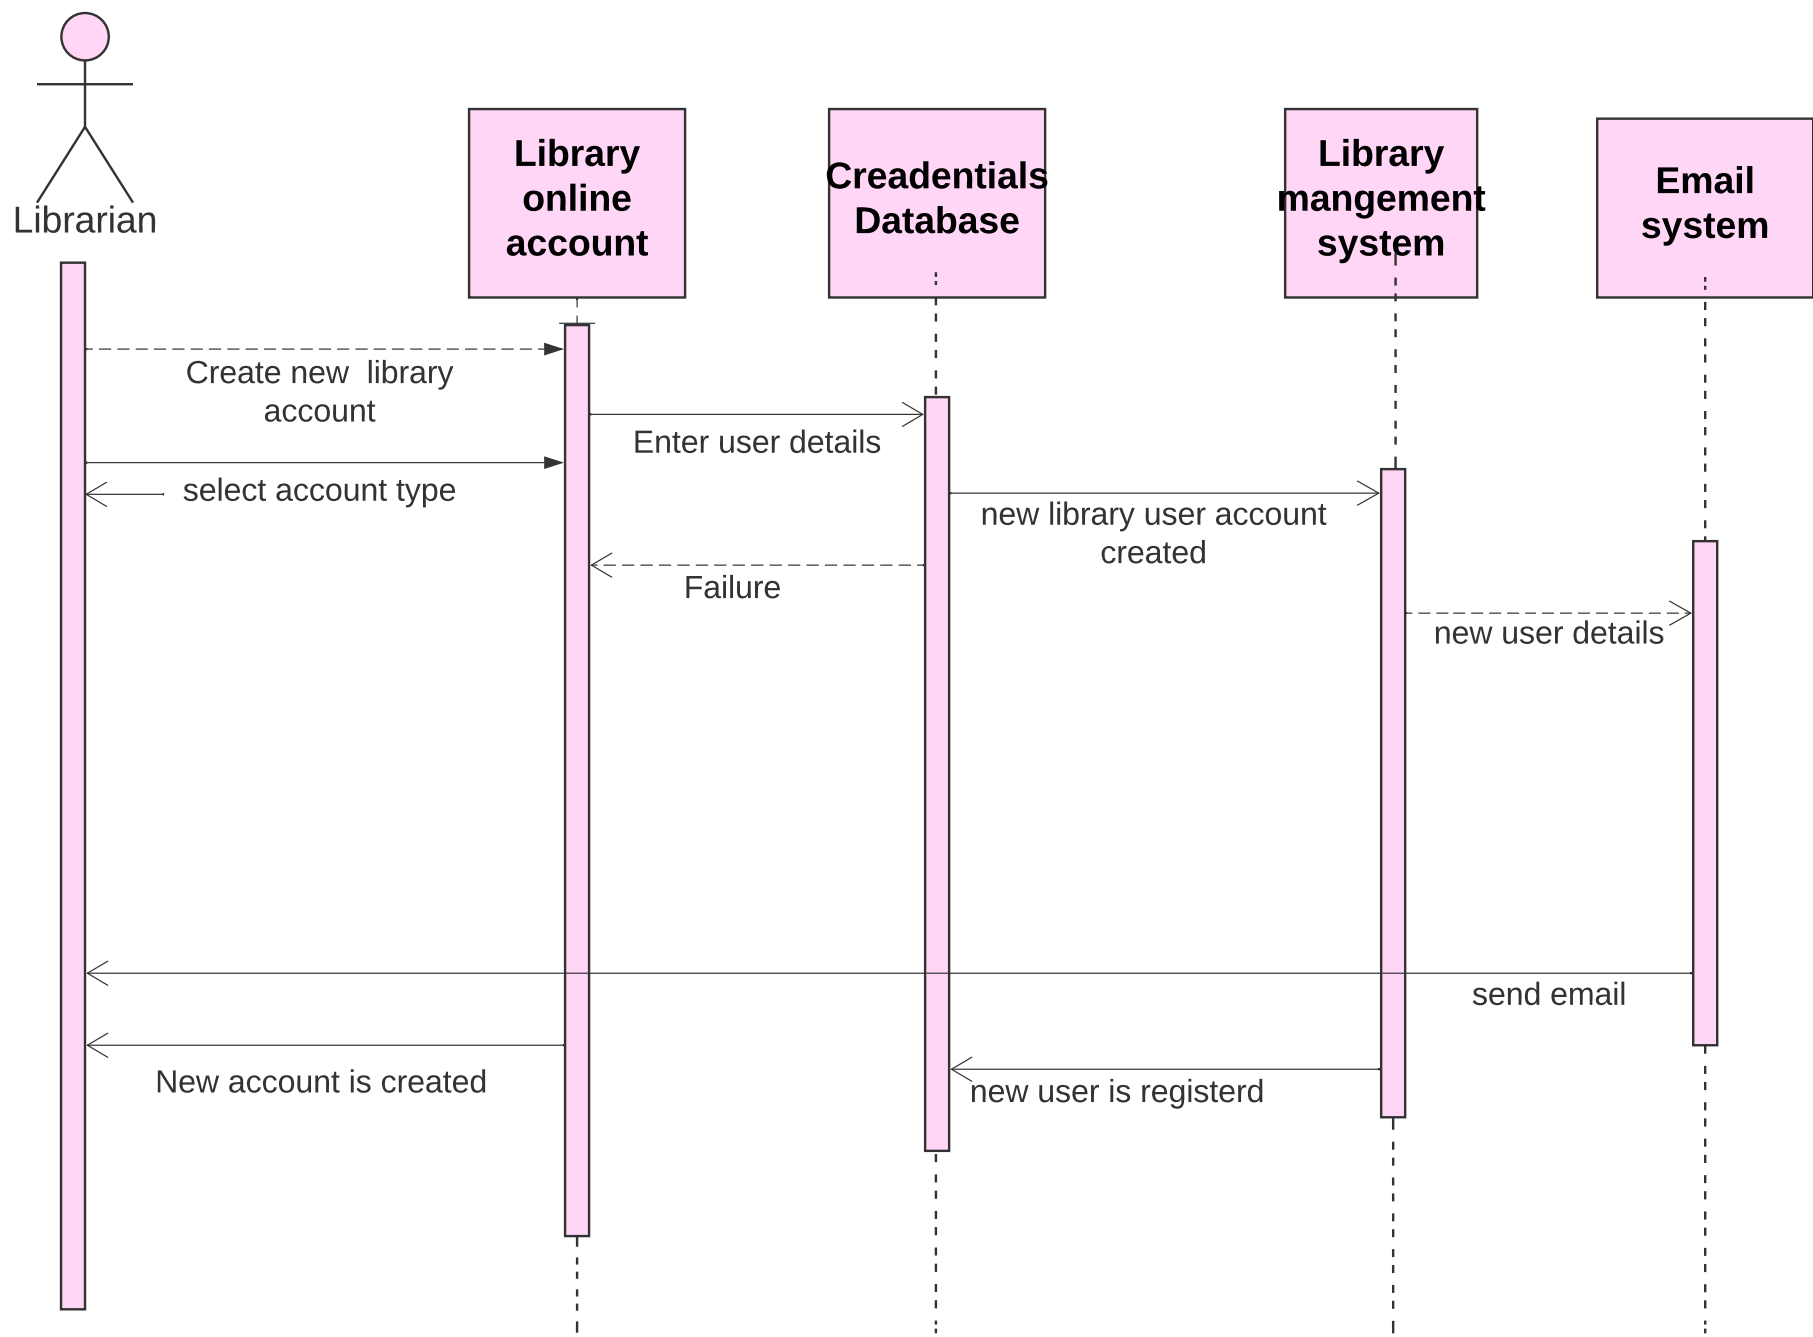 Librarian
Library
online
account
Creadentials
Database
Library
mangement
system
Email
system
Create new  library
account
Enter user details
select account type
new library user account
created
Failure
new user details
send email
New account is created
new user is registerd